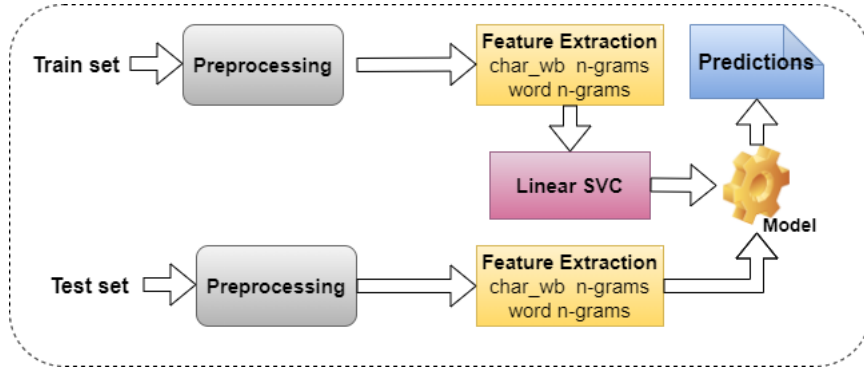 Train set
Preprocessing
Feature Extraction
char_wb n-grams
word n-grams
Predictions
Linear SVC
Model
Test set
Preprocessing
Feature Extraction
char_wb n-grams
word n-grams